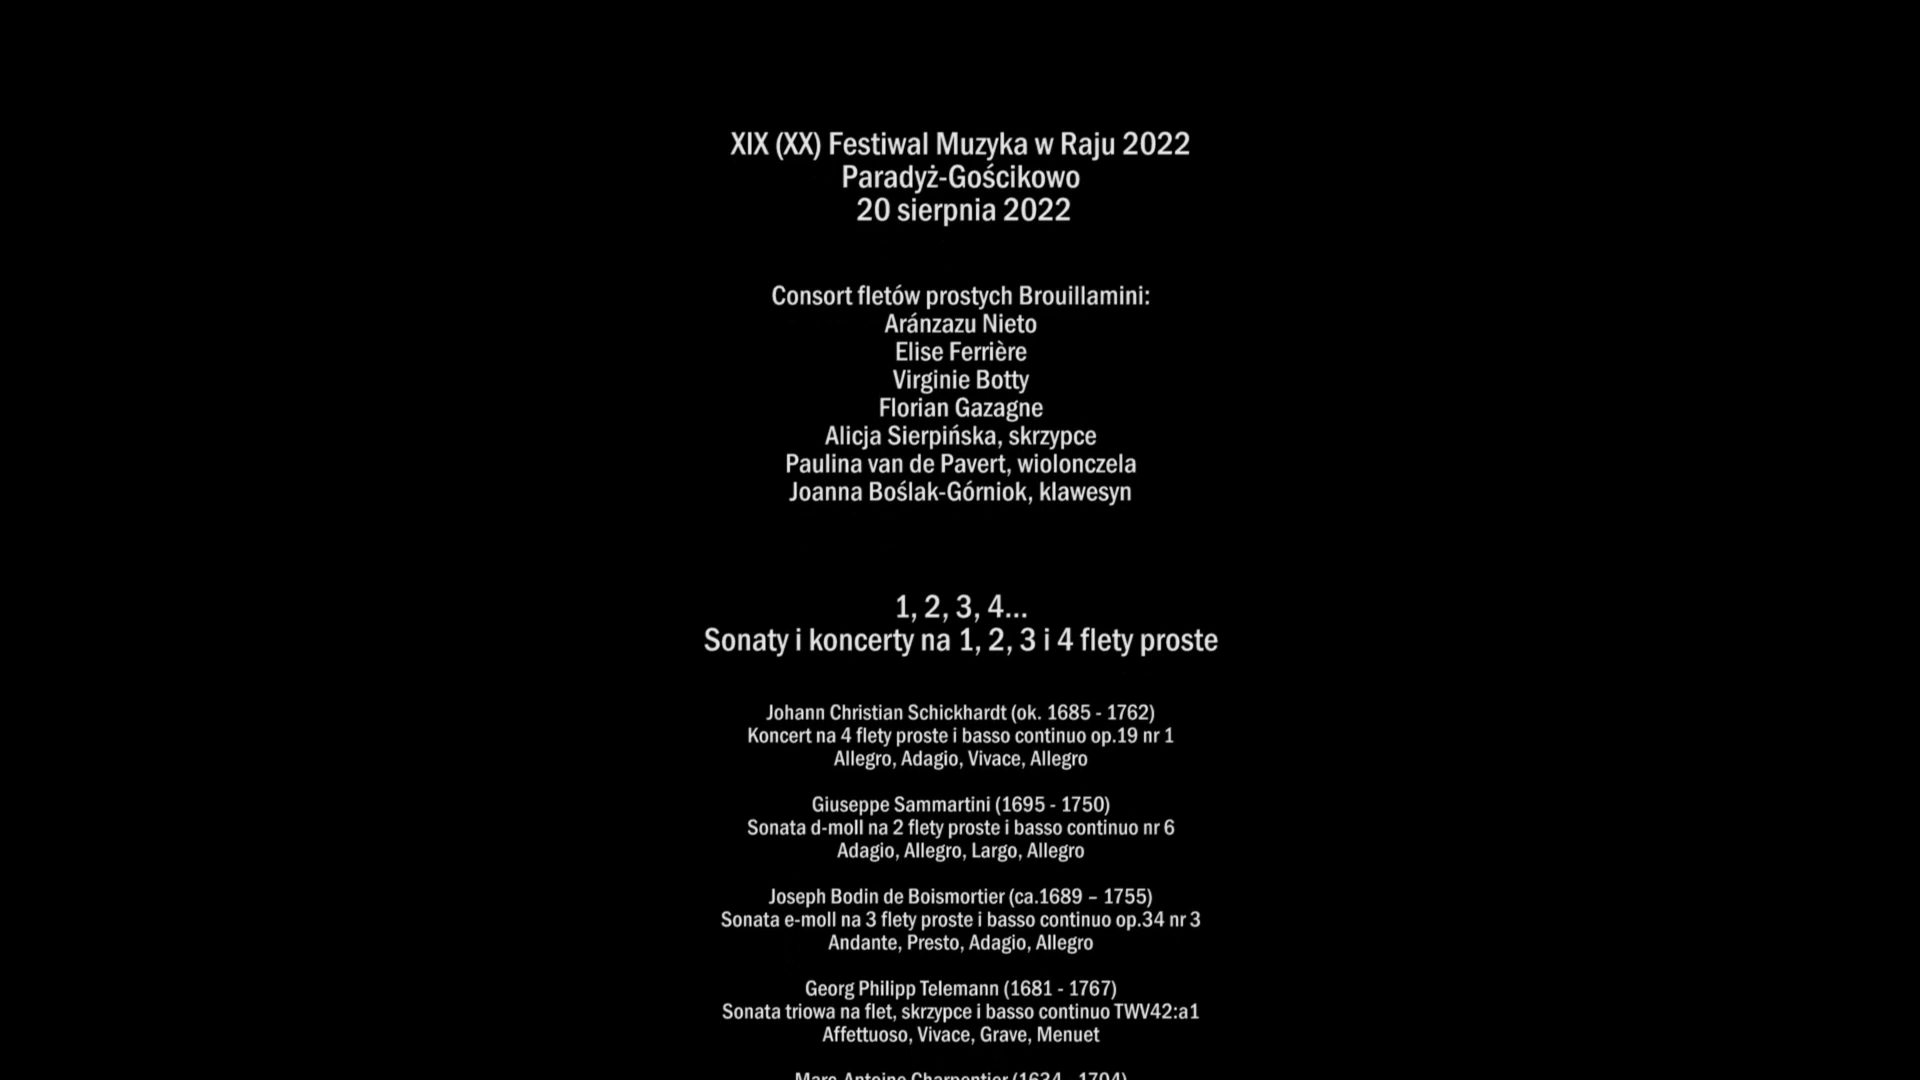 XIX (XX) Festiwal Muzyka w Raju 2022
Paradyż-Gościkowo
20 sierpnia 2022
Consort fletów prostych Brouillamini:
Aránzazu Nieto
Elise Ferrière
Virginie Botty
Florian Gazagne
Alicja Sierpińska, skrzypce
Paulina van de Pavert, wiolonczela
Joanna Boślak-Górniok, klawesyn
1, 2, 3, 4...
Sonaty i koncerty na 1, 2, 3 i 4 flety proste
Johann Christian Schickhardt (ok. 1685 - 1762)
Koncert na 4 flety proste i basso continuo op.19 nr 1
Allegro, Adagio, Vivace, Allegro
Giuseppe Sammartini (1695 - 1750)
Sonata d-moll na 2 flety proste i basso continuo nr 6
Adagio, Allegro, Largo, Allegro
Joseph Bodin de Boismortier (ca.1689 – 1755)
Sonata e-moll na 3 flety proste i basso continuo op.34 nr 3
Andante, Presto, Adagio, Allegro
Georg Philipp Telemann (1681 - 1767)
Sonata triowa na flet, skrzypce i basso continuo TWV42:a1
Affettuoso, Vivace, Grave, Menuet
Marc-Antoine Charpentier (1634 - 1704)